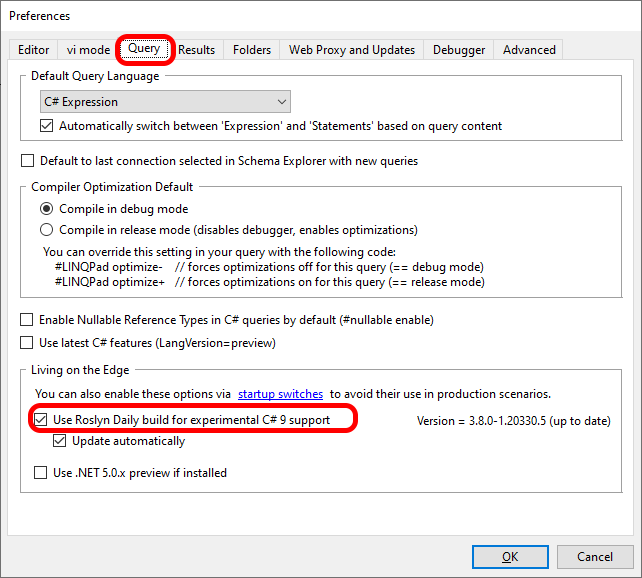 Preferences
Editor vi mode Query Results Folders Web Proxy and Updates Debugger Advanced
Default Query Language
C# Expression
Automatically switch between 'Expression' and 'Statements' based on query content
Default to last connection selected in Schema Explorer with new queries
Compiler Optimization Default
Compile in debug mode
Compile in release mode (disables debugger, enables optimizations)
You can override this setting in your query with the following code:
#LINQPad optimize- // forces optimizations off for this query (== debug mode)
#LINQPad optimize+ // forces optimizations on for this query (== release mode)
Enable Nullable Reference Types in C# queries by default (#nullable enable)
Use latest C# features (LangVersion=preview)
Living on the Edge
You can also enable these options via startup switches to avoid their use in production scenarios.
Use Roslyn Daily build for experimental C# 9 support Version = 3.8.0-1.20330.5 (up to date)
Update automatically
Use .NET 5.0.x preview if installed
OK Cancel